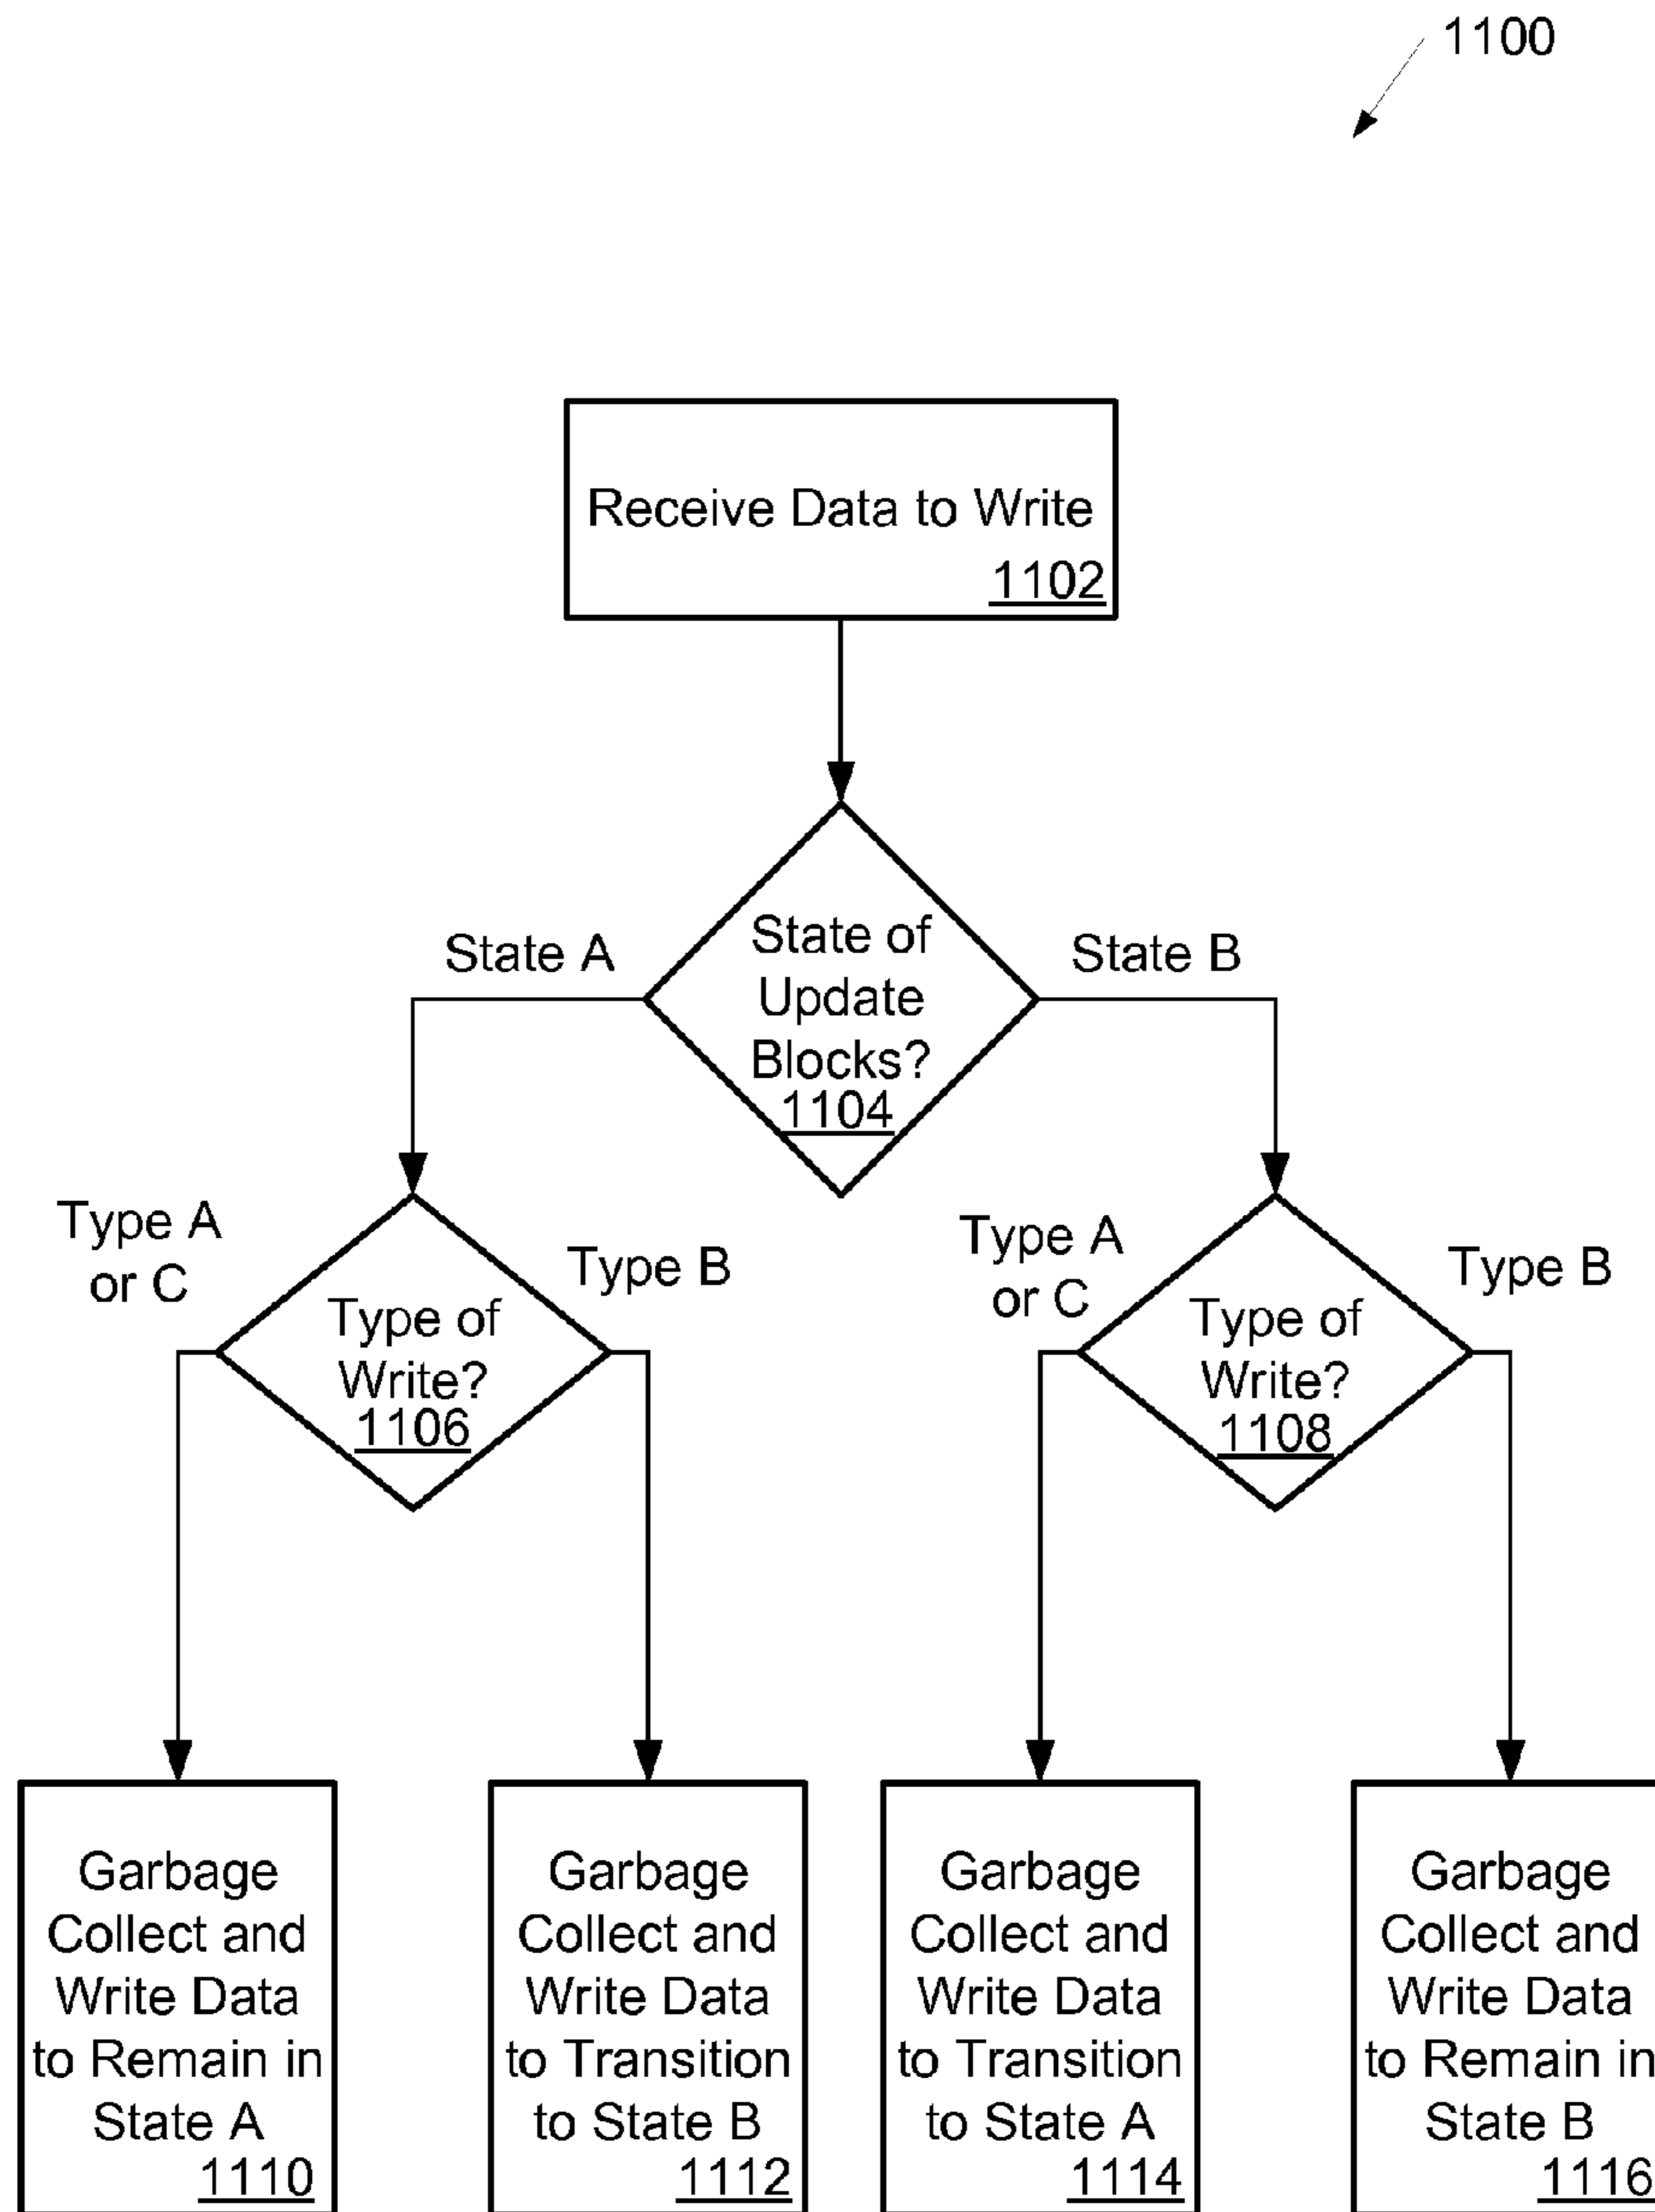 1100
Receive Data to Write
1102
State of
Update
Blocks?
1104
State A
State B
Type A
or C
Type of
Write?
1106
Type B
Type A
or C
Type of
Write?
1108
Type B
Garbage
Collect and
Write Data
to Remain in
State A
1110
Garbage
Collect and
Write Data
to Transition
to State B
1112
Garbage
Collect and
Write Data
to Transition
to State A
1114
Garbage
Collect and
Write Data
to Remain in
State B
1116